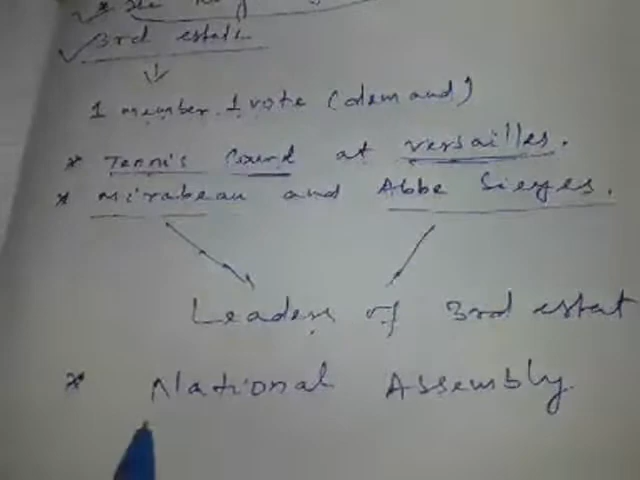 3rd estate
1 member 1 vote (demand)
* Tennis Court at versailles.
* Mirabeau and Abbe Sieyes.
Leaders of 3rd estat
* National Assembly